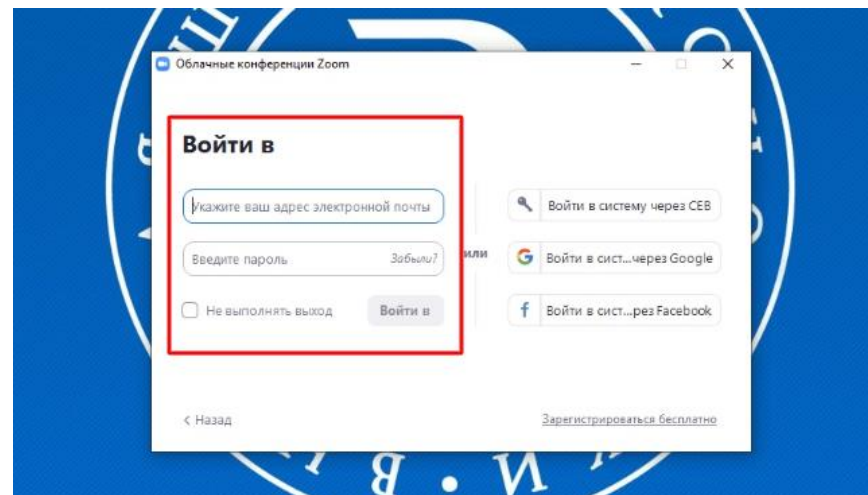 Облачные конференции Zoom
Войти в
Укажите ваш адрес электронной почты
Введите пароль Забыли?
Не выполнять выход Войти в
или
Войти в систему через СЕВ
Войти в сист...через Google
Войти в сист...рез Facebook
< Назад
Зарегистрироваться бесплатно